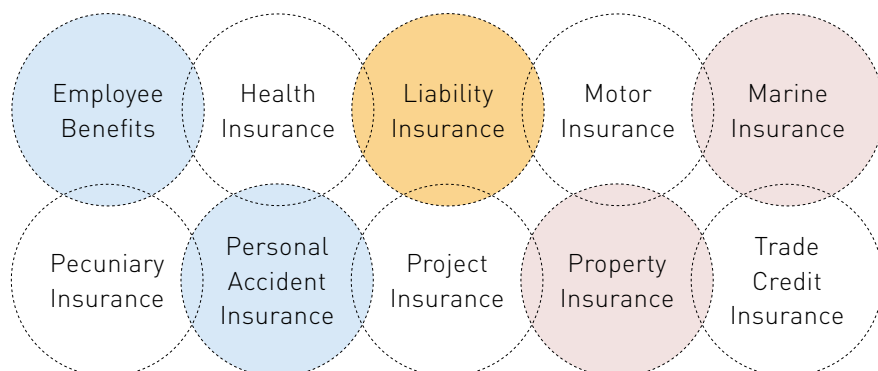 Employee
Benefits
Health
Insurance
Liability
Insurance
Motor
Insurance
Marine
Insurance
Pecuniary
Insurance
Personal
Accident
Insurance
Project
Insurance
Property
Insurance
Trade
Credit
Insurance